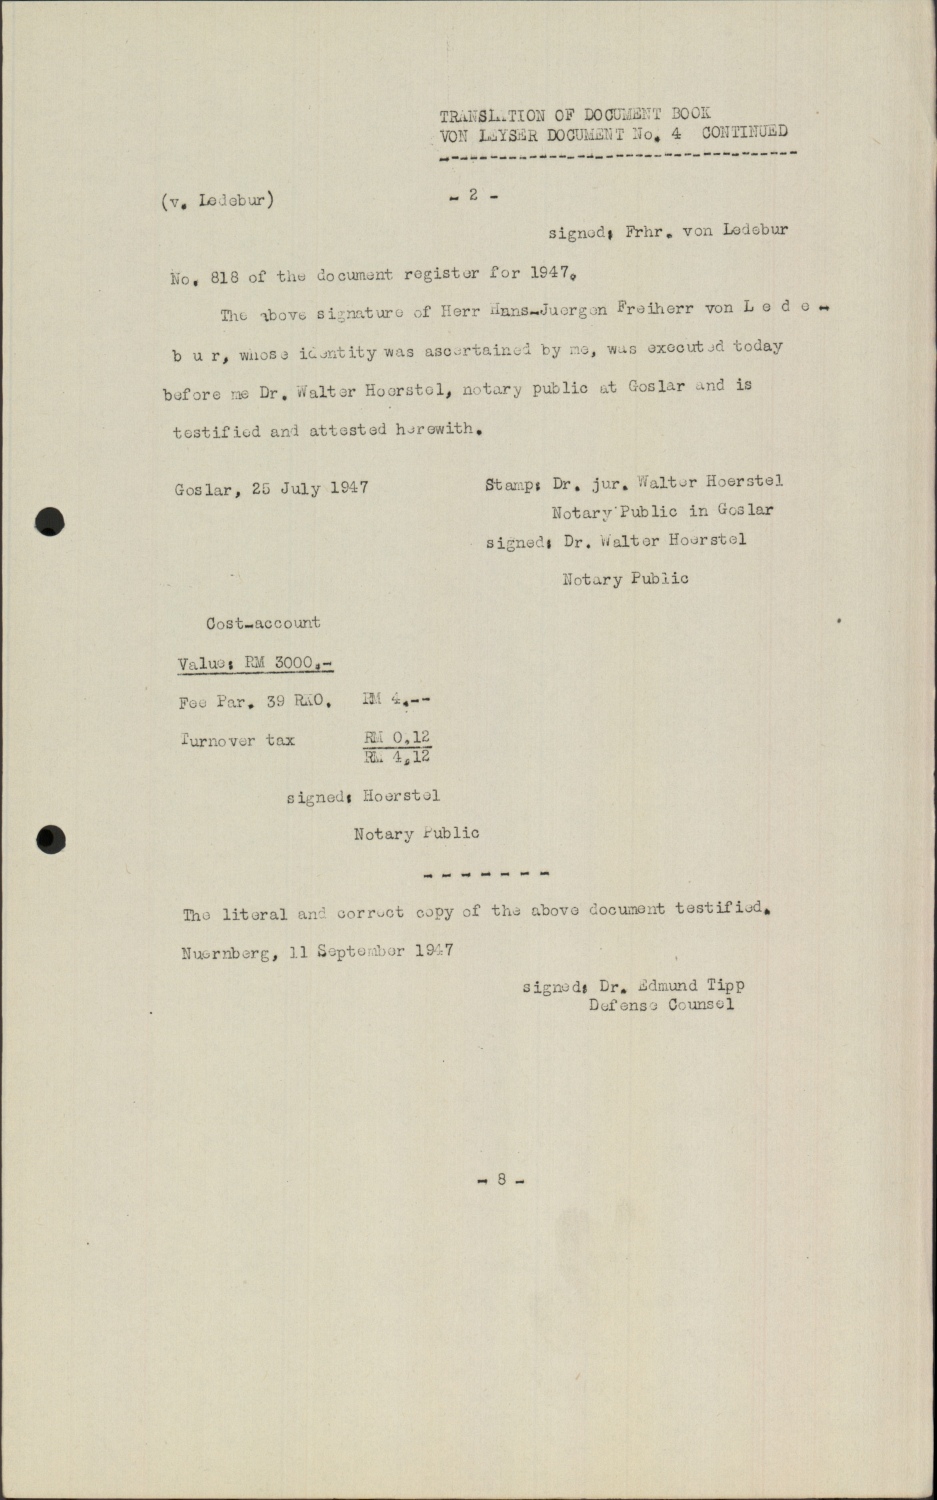 TRANSLATION OF DOCUMENT BOOK
VON LEYSER DOCUMENT No. 4 CONTINUED
(v. Ledebur)
- 2 -
signed: Frhr. von Ledebur
No. 818 of the document register for 1947.
The above signature of Herr Hans-Juergen Freiherr von L e d e -
b u r, whose identity was ascertained by me, was executed today
before me Dr. Walter Hoerstel, notary public at Goslar and is
testified and attested herewith.
Goslar, 25 July 1947
Stamp: Dr. jur. Walter Hoerstel
Notary Public in Goslar
signed: Dr. Walter Hoerstel
Notary Public
Cost-account
Value: RM 3000.-
Fee Par. 39 RKO. RM 4.--
Turnover tax RM 0,12
RM 4,12
signed: Hoerstel
Notary Public
- - - - - - -
The literal and correct copy of the above document testified.
Nuernberg, 11 September 1947
signed: Dr. Edmund Tipp
Defense Counsel
- 8 -